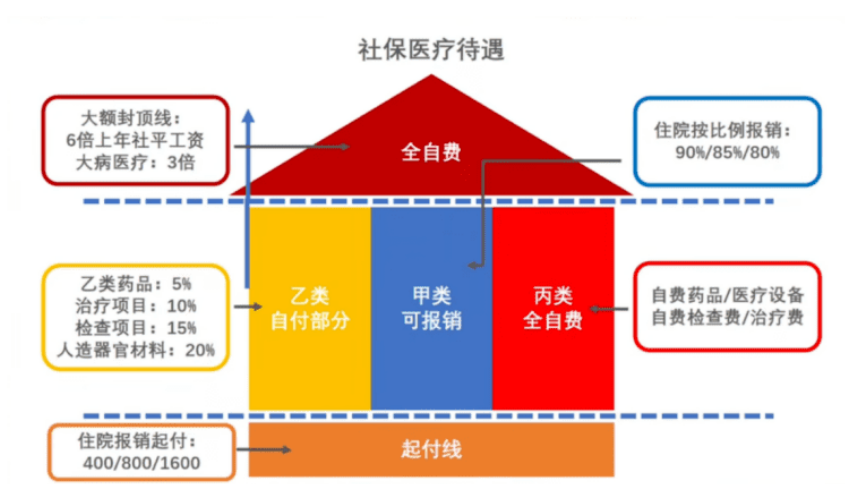 社保医疗待遇
大额封顶线：
6倍上年社平工资
大病医疗：3倍
全自费
住院按比例报销：
90%/85%/80%
乙类药品：5%
治疗项目：10%
检查项目：15%
人造器官材料：20%
乙类
自付部分
甲类
可报销
丙类
全自费
自费药品/医疗设备
自费检查费/治疗费
住院报销起付：
400/800/1600
起付线